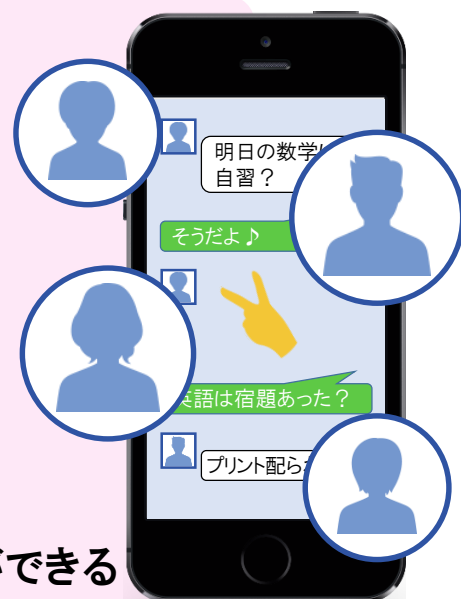 明日の数学
自習？
そうだよ♪
英語は宿題あった？
プリント配ら
ができる